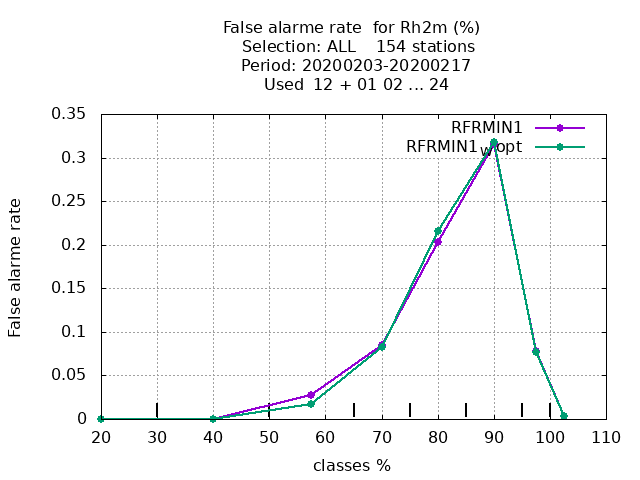 False alarme rate  for Rh2m (%)
Selection: ALL    154 stations
Period: 20200203-20200217
Used  12 + 01 02 ... 24
0.35
0.3
0.25
0.2
0.15
0.1
0.05
0
False alarme rate
RFRMIN1
RFRMIN1wopt
20 30 40 50 60 70 80 90 100 110
classes %